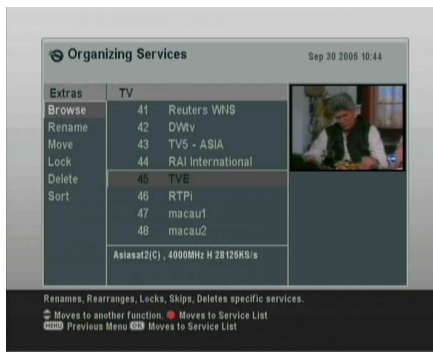 Organizing Services
Sep 30 2005 10:44
Extras TV
Browse 41 Reuters WNS
Rename 42 DWtv
Move 43 TV5 - ASIA
Lock 44 RAI International
Delete 45 TVE
Sort 46 RTPi
47 macau1
48 macau2
Asiasat2(C) , 4000MHz H 28125KS/s
Renames, Rearranges, Locks, Skips, Deletes specific services.
Moves to another function. Moves to Service List
MENU Previous Menu OK Moves to Service List